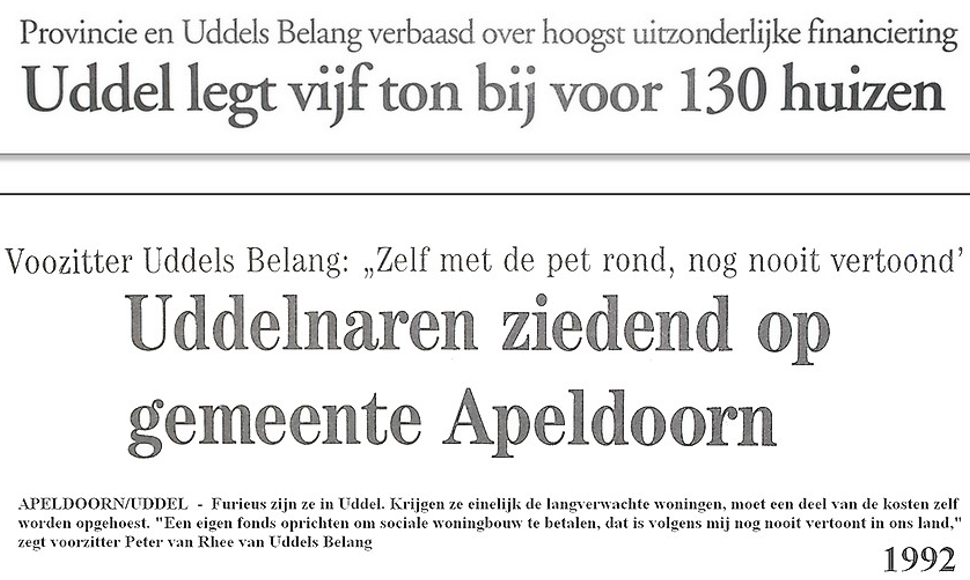 Provincie en Uddels Belang verbaasd over hoogst uitzonderlijke financiering
Uddel legt vijf ton bij voor 130 huizen
Voozitter Uddels Belang: „Zelf met de pet rond, nog nooit vertoond’
Uddelnaren ziedend op
gemeente Apeldoorn
APELDOORN/UDDEL - Furieus zijn ze in Uddel. Krijgen ze einelijk de langverwachte woningen, moet een deel van de kosten zelf
worden opgehoest. "Een eigen fonds oprichten om sociale woningbouw te betalen, dat is volgens mij nog nooit vertoont in ons land,"
zegt voorzitter Peter van Rhee van Uddels Belang
1992